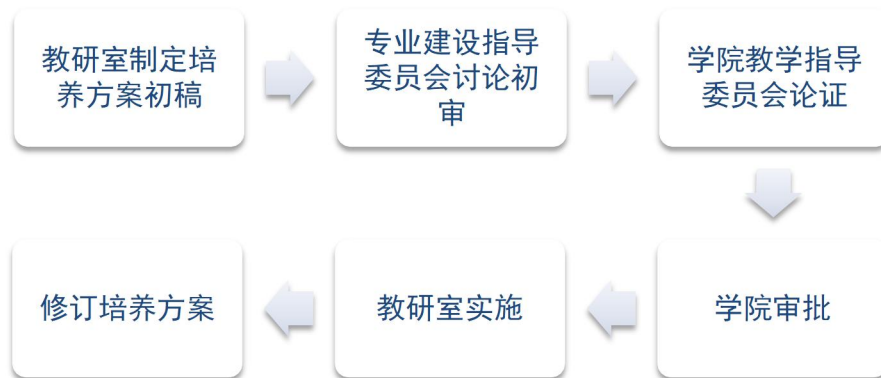 教研室制定培
养方案初稿
专业建设指导
委员会讨论初
审
学院教学指导
委员会论证
学院审批
教研室实施
修订培养方案